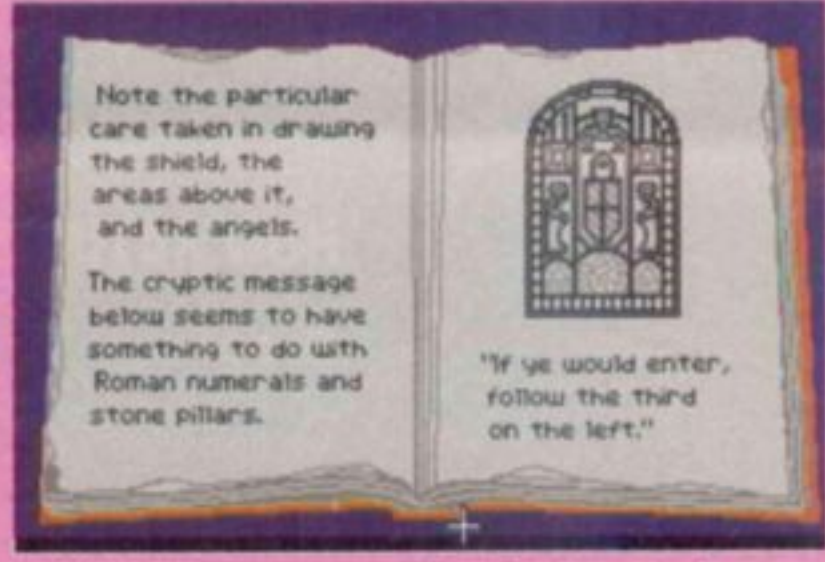 Note the particular
care taken in drawing
the shield, the
areas above it,
and the angels.
The cryptic message
below seems to have
something to do with
Roman numerals and
stone pillars.
"If ye would enter,
follow the third
on the left."